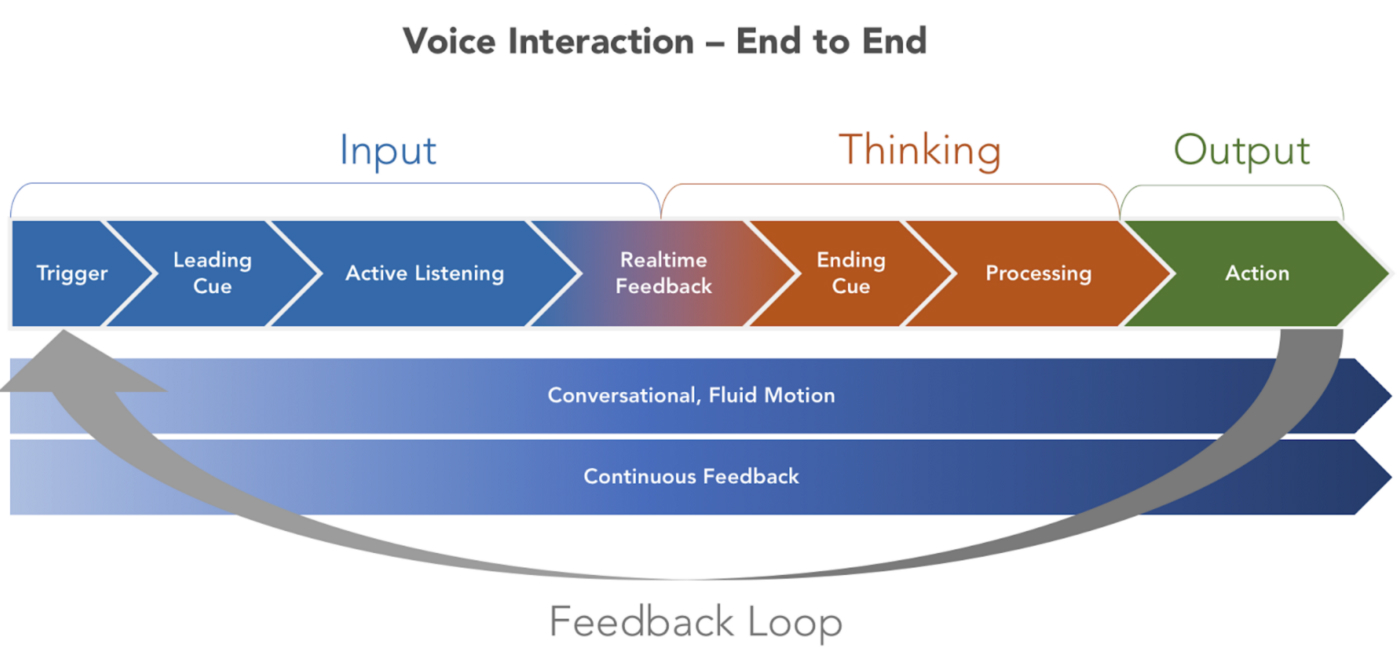 Voice Interaction – End to End
Input
Thinking
Output
Trigger
Leading
Cue
Active Listening
Realtime
Feedback
Ending
Cue
Processing
Action
Conversational, Fluid Motion
Continuous Feedback
Feedback Loop